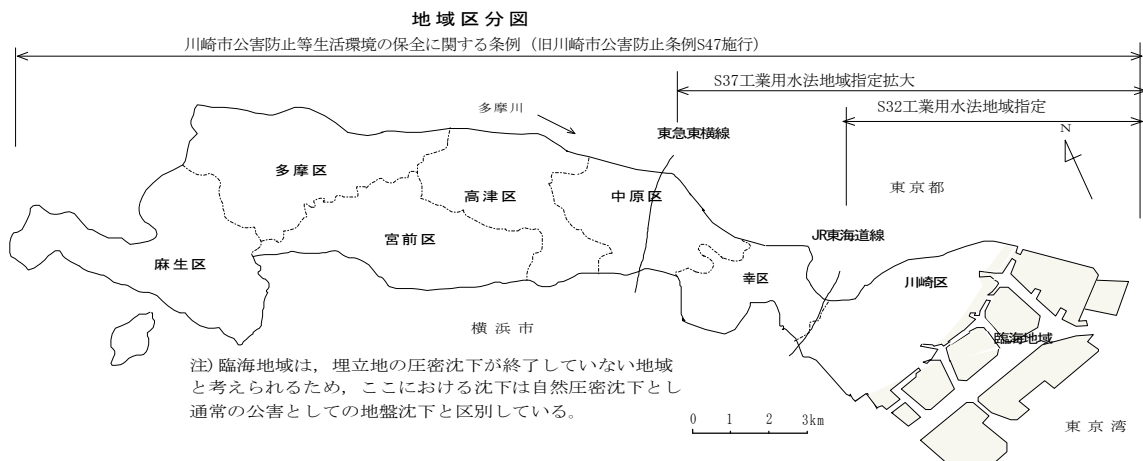 地域区分図
川崎市公害防止等生活環境の保全に関する条例（旧川崎市公害防止条例S47施行）
S37工業用水法地域指定拡大
S32工業用水法地域指定
多摩川
東急東横線
N
東京都
多摩区
高津区
中原区
宮前区
麻生区
JR東海道線
幸区
川崎区
臨海地域
横浜市
注）臨海地域は，埋立地の圧密沈下が終了していない地域
と考えられるため，ここにおける沈下は自然圧密沈下とし
通常の公害としての地盤沈下と区別している。
0 1 2 3km
東京湾